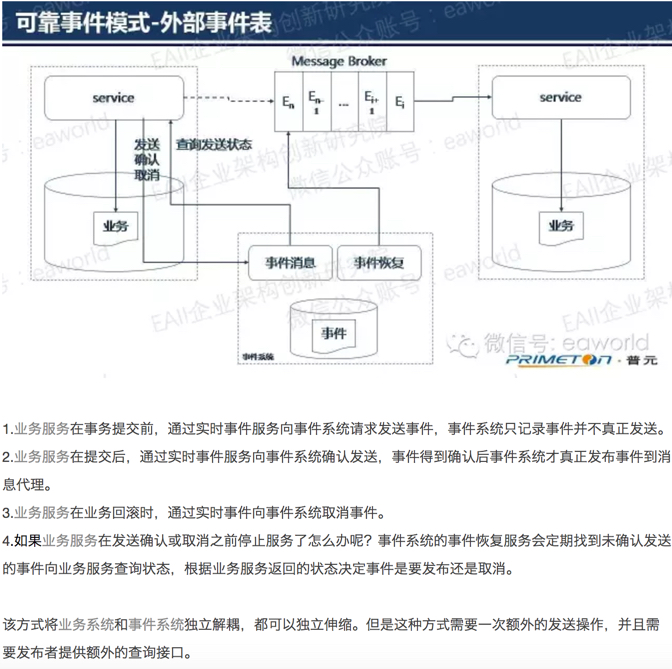 可靠事件模式-外部事件表
Message Broker
service
En
En-1
...
Ei+1
Ei
service
发送
确认
取消
查询发送状态
业务
业务
事件消息
事件恢复
事件
事件系统
EAII企业架构创新研究院
微信公众账号：eaworld
微信号: eaworld
PRIMETON·普元
1.业务服务在事务提交前，通过实时事件服务向事件系统请求发送事件，事件系统只记录事件并不真正发送。
2.业务服务在提交后，通过实时事件服务向事件系统确认发送，事件得到确认后事件系统才真正发布事件到消
息代理。
3.业务服务在业务回滚时，通过实时事件向事件系统取消事件。
4.如果业务服务在发送确认或取消之前停止服务了怎么办呢？事件系统的事件恢复服务会定期找到未确认发送
的事件向业务服务查询状态，根据业务服务返回的状态决定事件是要发布还是取消。
该方式将业务系统和事件系统独立解耦，都可以独立伸缩。但是这种方式需要一次额外的发送操作，并且需
要发布者提供额外的查询接口。